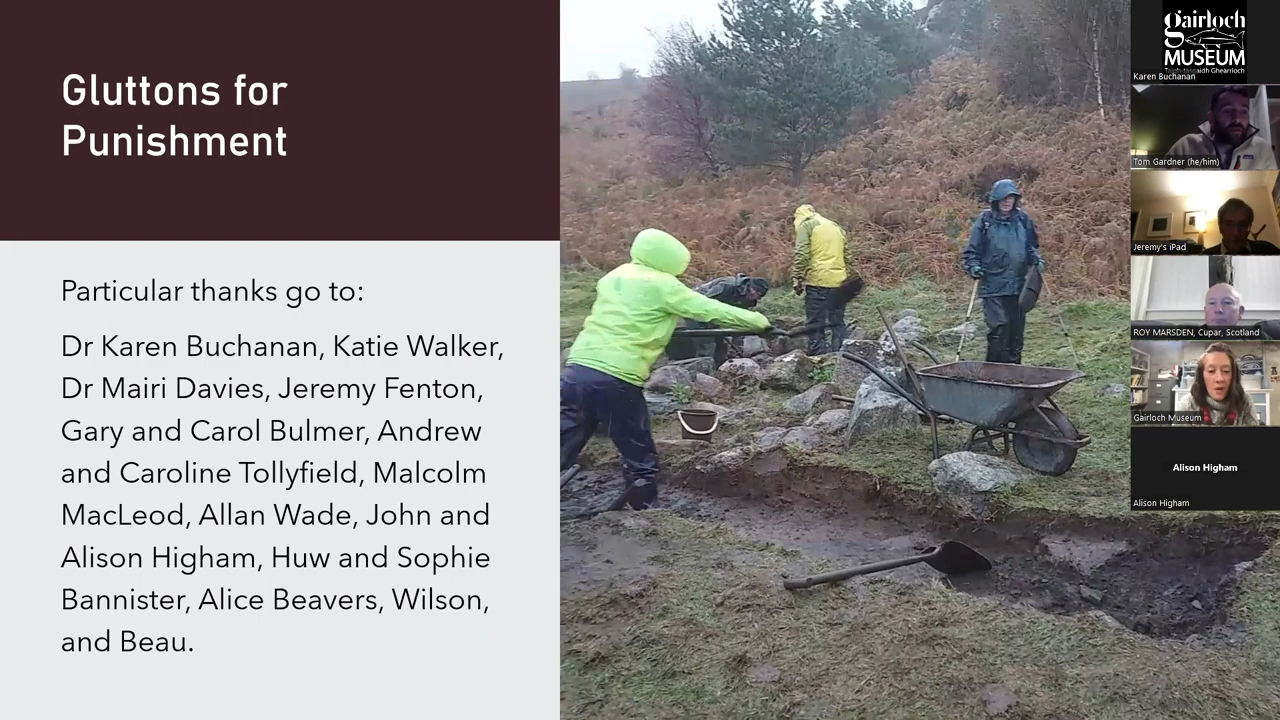 Gluttons for
Punishment
Particular thanks go to:
Dr Karen Buchanan, Katie Walker,
Dr Mairi Davies, Jeremy Fenton,
Gary and Carol Bulmer, Andrew
and Caroline Tollyfield, Malcolm
MacLeod, Allan Wade, John and
Alison Higham, Huw and Sophie
Bannister, Alice Beavers, Wilson,
and Beau.
gairloch
MUSEUM
Taigh-tasgaidh Gheàrrloch
Karen Buchanan
Tom Gardner (he/him)
Jeremy's iPad
ROY MARSDEN, Cupar, Scotland
Gairloch Museum
Alison Higham
Alison Higham